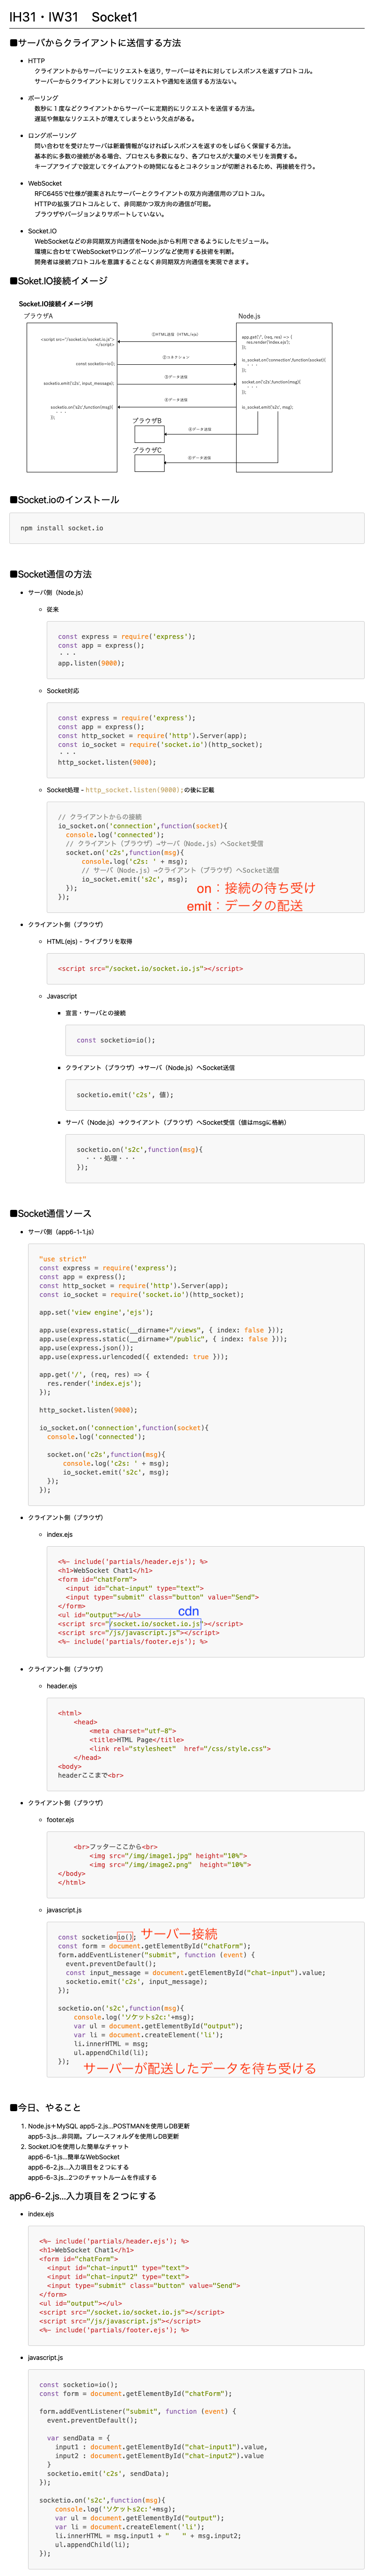 IH31・IW31　Socket1
■サーバからクライアントに送信する方法
• HTTP
クライアントからサーバーにリクエストを送り, サーバーはそれに対してレスポンスを返すプロトコル。
サーバーからクライアントに対してリクエストや通知を送信する方法ない。
• ポーリング
数秒に１度などクライアントからサーバーに定期的にリクエストを送信する方法。
遅延や無駄なリクエストが増えてしまうという欠点がある。
• ロングポーリング
問い合わせを受けたサーバは新着情報がなければレスポンスを返すのをしばらく保留する方法。
基本的に多数の接続がある場合、プロセスも多数になり、各プロセスが大量のメモリを消費する。
キープアライブで設定してタイムアウトの時間になるとコネクションが切断されるため、再接続を行う。
• WebSocket
RFC6455で仕様が提案されたサーバーとクライアントの双方向通信用のプロトコル。
HTTPの拡張プロトコルとして、非同期かつ双方向の通信が可能。
ブラウザやバージョンよりサポートしていない。
• Socket.IO
WebSocketなどの非同期双方向通信をNode.jsから利用できるようにしたモジュール。
環境に合わせてWebSocketやロングポーリングなど使用する技術を判断。
開発者は接続プロトコルを意識することなく非同期双方向通信を実現できます。
■Soket.IO接続イメージ
Socket.IO接続イメージ例
ブラウザA
Node.js
<script src="/socket.io/socket.io.js">
</script>
①HTML送信（HTTP/ejs）
app.get('/', (req, res) => {
res.render('index.ejs');
});
const socketio=io();
②コネクション
io_socket.on('connection',function(socket){
・・・
});
socketio.emit('c2s', input_message);
③データ送信
socket.on('c2s',function(msg){
・・・
});
socketio.on('s2c',function(msg){
・・・
});
④データ送信
io_socket.emit('s2c', msg);
ブラウザB
④データ送信
ブラウザC
④データ送信
■Socket.ioのインストール
npm install socket.io
■Socket通信の方法
• サーバ側（Node.js）
◦ 従来
const express = require('express');
const app = express();
・・・
app.listen(9000);
◦ Socket対応
const express = require('express');
const app = express();
const http_socket = require('http').Server(app);
const io_socket = require('socket.io')(http_socket);
・・・
http_socket.listen(9000);
◦ Socket処理 - http_socket.listen(9000);の後に記載
// クライアントからの接続
io_socket.on('connection',function(socket){
console.log('connected');
// クライアント（ブラウザ）→サーバ（Node.js）へSocket受信
socket.on('c2s',function(msg){
console.log('c2s: ' + msg);
// サーバ（Node.js）→クライアント（ブラウザ）へSocket送信
io_socket.emit('s2c', msg);
});
});
on：接続の待ち受け
emit：データの配送
• クライアント側（ブラウザ）
◦ HTML(ejs) - ライブラリを取得
<script src="/socket.io/socket.io.js"></script>
◦ Javascript
▪ 宣言・サーバとの接続
const socketio=io();
▪ クライアント（ブラウザ）→サーバ（Node.js）へSocket送信
socketio.emit('c2s', 値);
▪ サーバ（Node.js）→クライアント（ブラウザ）へSocket受信（値はmsgに格納）
socketio.on('s2c',function(msg){
・・・処理・・・
});
■Socket通信ソース
• サーバ側（app6-1-1.js）
"use strict"
const express = require('express');
const app = express();
const http_socket = require('http').Server(app);
const io_socket = require('socket.io')(http_socket);
app.set('view engine','ejs');
app.use(express.static(__dirname+"/views", { index: false }));
app.use(express.static(__dirname+"/public", { index: false }));
app.use(express.json());
app.use(express.urlencoded({ extended: true }));
app.get('/', (req, res) => {
res.render('index.ejs');
});
http_socket.listen(9000);
io_socket.on('connection',function(socket){
console.log('connected');
socket.on('c2s',function(msg){
console.log('c2s: ' + msg);
io_socket.emit('s2c', msg);
});
});
• クライアント側（ブラウザ）
◦ index.ejs
<%- include('partials/header.ejs'); %>
<h1>WebSocket Chat1</h1>
<form id="chatForm">
<input id="chat-input" type="text">
<input type="submit" class="button" value="Send">
</form>
<ul id="output"></ul>
cdn
<script src="/socket.io/socket.io.js"></script>
<script src="/js/javascript.js"></script>
<%- include('partials/footer.ejs'); %>
• クライアント側（ブラウザ）
◦ header.ejs
<html>
<head>
<meta charset="utf-8">
<title>HTML Page</title>
<link rel="stylesheet"  href="/css/style.css">
</head>
<body>
headerここまで<br>
• クライアント側（ブラウザ）
◦ footer.ejs
<br>フッターここから<br>
<img src="/img/image1.jpg" height="10%">
<img src="/img/image2.png"  height="10%">
</body>
</html>
◦ javascript.js
const socketio=io(); サーバー接続
const form = document.getElementById("chatForm");
form.addEventListener("submit", function (event) {
event.preventDefault();
const input_message = document.getElementById("chat-input").value;
socketio.emit('c2s', input_message);
});
socketio.on('s2c',function(msg){
console.log('ソケットs2c:'+msg);
var ul = document.getElementById("output");
var li = document.createElement('li');
li.innerHTML = msg;
ul.appendChild(li);
});
サーバーが配送したデータを待ち受ける
■今日、やること
1. Node.js＋MySQL app5-2.js…POSTMANを使用しDB更新
app5-3.js…非同期。プレースフォルダを使用しDB更新
2. Socket.IOを使用した簡単なチャット
app6-6-1.js…簡単なWebSocket
app6-6-2.js…入力項目を２つにする
app6-6-3.js…2つのチャットルームを作成する
app6-6-2.js…入力項目を２つにする
• index.ejs
<%- include('partials/header.ejs'); %>
<h1>WebSocket Chat1</h1>
<form id="chatForm">
<input id="chat-input1" type="text">
<input id="chat-input2" type="text">
<input type="submit" class="button" value="Send">
</form>
<ul id="output"></ul>
<script src="/socket.io/socket.io.js"></script>
<script src="/js/javascript.js"></script>
<%- include('partials/footer.ejs'); %>
• javascript.js
const socketio=io();
const form = document.getElementById("chatForm");
form.addEventListener("submit", function (event) {
event.preventDefault();
var sendData = {
input1 : document.getElementById("chat-input1").value,
input2 : document.getElementById("chat-input2").value
}
socketio.emit('c2s', sendData);
});
socketio.on('s2c',function(msg){
console.log('ソケットs2c:'+msg);
var ul = document.getElementById("output");
var li = document.createElement('li');
li.innerHTML = msg.input1 + "　　" + msg.input2;
ul.appendChild(li);
});